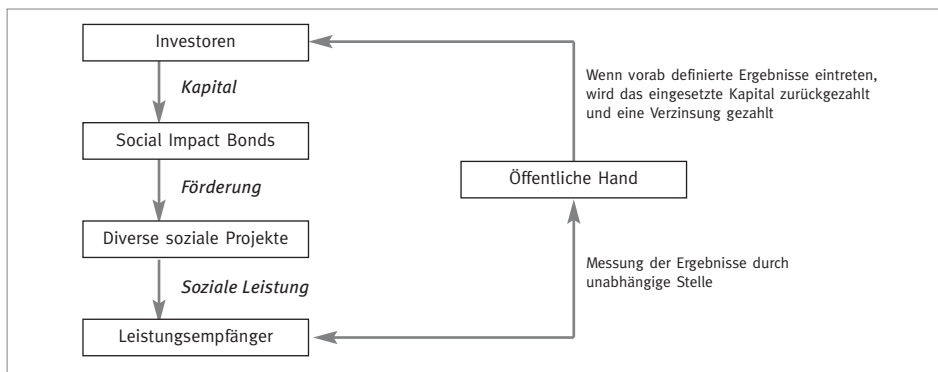 Investoren
Kapital
Wenn vorab definierte Ergebnisse eintreten,
wird das eingesetzte Kapital zurückgezahlt
und eine Verzinsung gezahlt
Social Impact Bonds
Förderung
Öffentliche Hand
Diverse soziale Projekte
Soziale Leistung
Messung der Ergebnisse durch
unabhängige Stelle
Leistungsempfänger